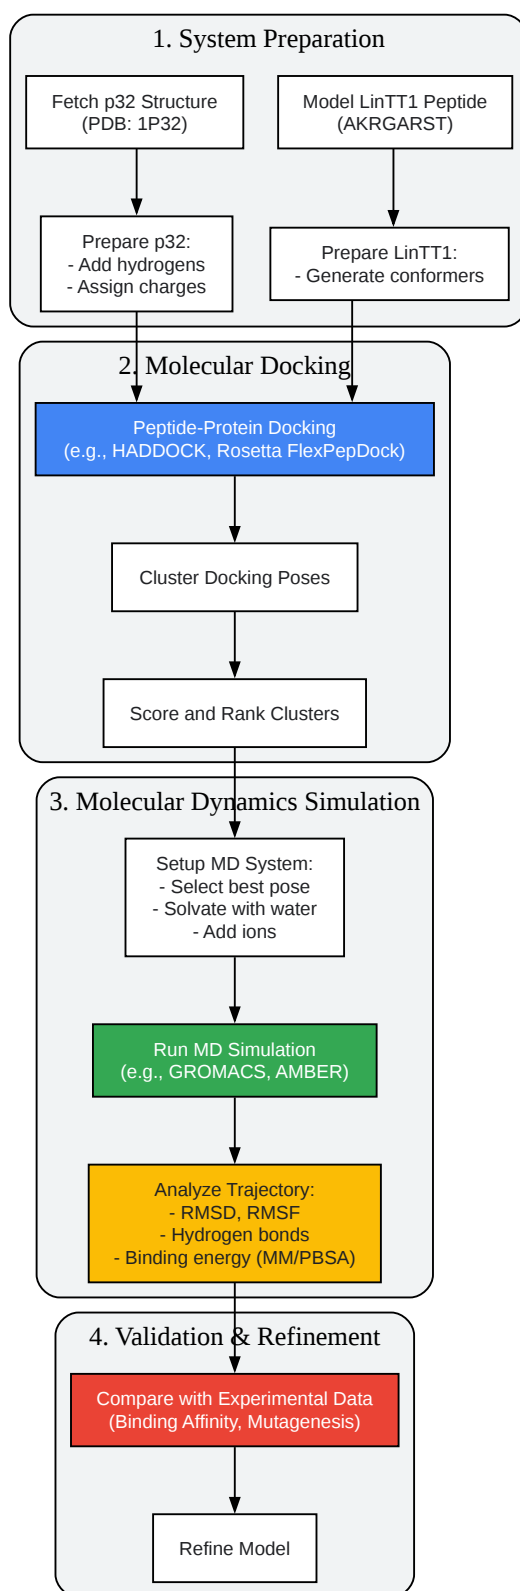 1. System Preparation
Fetch p32 Structure
(PDB: 1P32)
Model LinTT1 Peptide
(AKRGARST)
Prepare p32:
- Add hydrogens
- Assign charges
Prepare LinTT1:
- Generate conformers
2. Molecular Docking
Peptide-Protein Docking
(e.g., HADDOCK, Rosetta FlexPepDock)
Cluster Docking Poses
Score and Rank Clusters
3. Molecular Dynamics Simulation
Setup MD System:
- Select best pose
- Solvate with water
- Add ions
Run MD Simulation
(e.g., GROMACS, AMBER)
Analyze Trajectory:
- RMSD, RMSF
- Hydrogen bonds
- Binding energy (MM/PBSA)
4. Validation & Refinement
Compare with Experimental Data
(Binding Affinity, Mutagenesis)
Refine Model